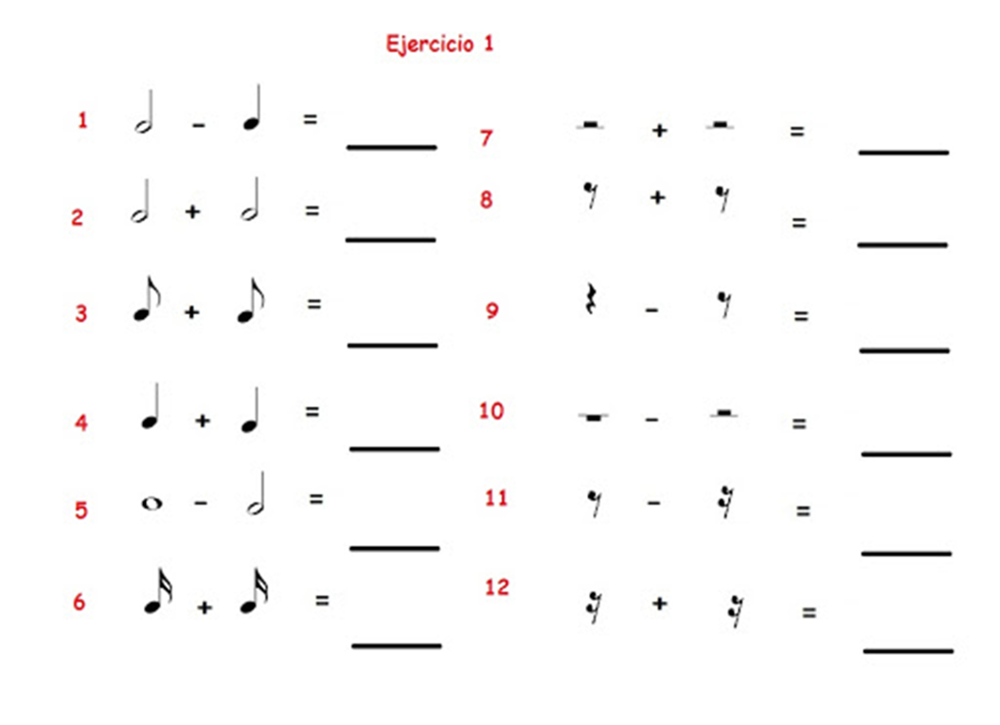 Ejercicio 1
1 - =
2 + =
3 + =
4 + =
5 - =
6 + =
7 + =
8 + =
9 - =
10 - =
11 - =
12 + =